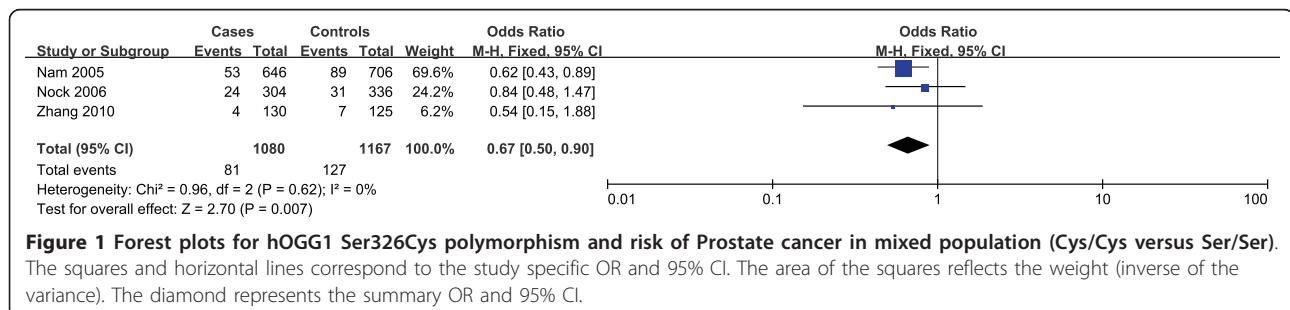 Cases Controls Odds Ratio Odds Ratio
Study or Subgroup Events Total Events Total Weight M-H, Fixed, 95% CI M-H, Fixed, 95% CI
Nam 2005 53 646 89 706 69.6% 0.62 [0.43, 0.89]
Nock 2006 24 304 31 336 24.2% 0.84 [0.48, 1.47]
Zhang 2010 4 130 7 125 6.2% 0.54 [0.15, 1.88]
Total (95% CI) 1080 1167 100.0% 0.67 [0.50, 0.90]
Total events 81 127
Heterogeneity: Chi² = 0.96, df = 2 (P = 0.62); I² = 0%
Test for overall effect: Z = 2.70 (P = 0.007)
0.01 0.1 1 10 100
Figure 1 Forest plots for hOGG1 Ser326Cys polymorphism and risk of Prostate cancer in mixed population (Cys/Cys versus Ser/Ser).
The squares and horizontal lines correspond to the study specific OR and 95% CI. The area of the squares reflects the weight (inverse of the
variance). The diamond represents the summary OR and 95% CI.